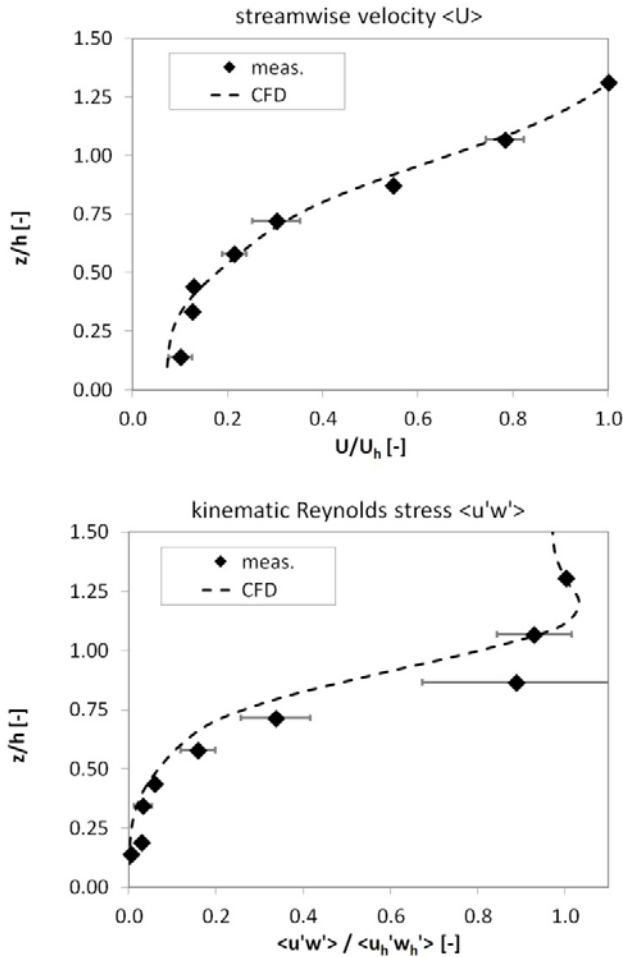 streamwise velocity <U>
1.50
1.25
1.00
0.75
0.50
0.25
0.00
z/h [-]
meas.
CFD
0.0 0.2 0.4 0.6 0.8 1.0
U/Uh [-]
kinematic Reynolds stress <u'w'>
1.50
1.25
1.00
0.75
0.50
0.25
0.00
z/h [-]
meas.
CFD
0.0 0.2 0.4 0.6 0.8 1.0
<u'w'> / <uh'wh'> [-]